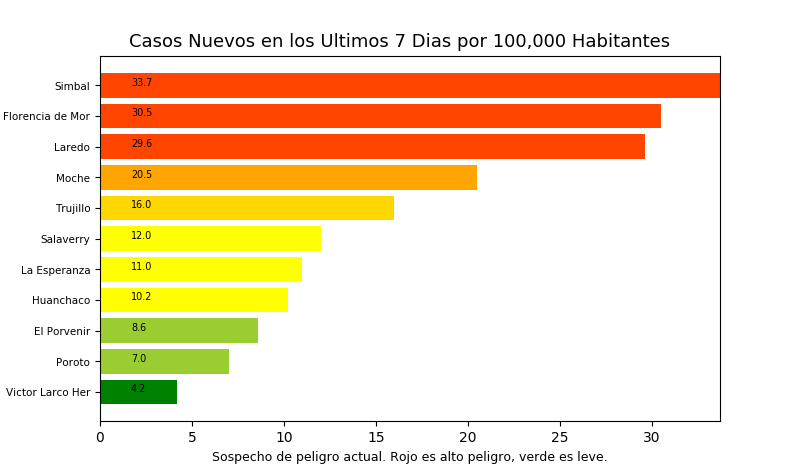 Casos Nuevos en los Ultimos 7 Dias por 100,000 Habitantes
Simbal 33.7
Florencia de Mor 30.5
Laredo 29.6
Moche 20.5
Trujillo 16.0
Salaverry 12.0
La Esperanza 11.0
Huanchaco 10.2
El Porvenir 8.6
Poroto 7.0
Victor Larco Her 4.2
0 5 10 15 20 25 30
Sospecho de peligro actual. Rojo es alto peligro, verde es leve.